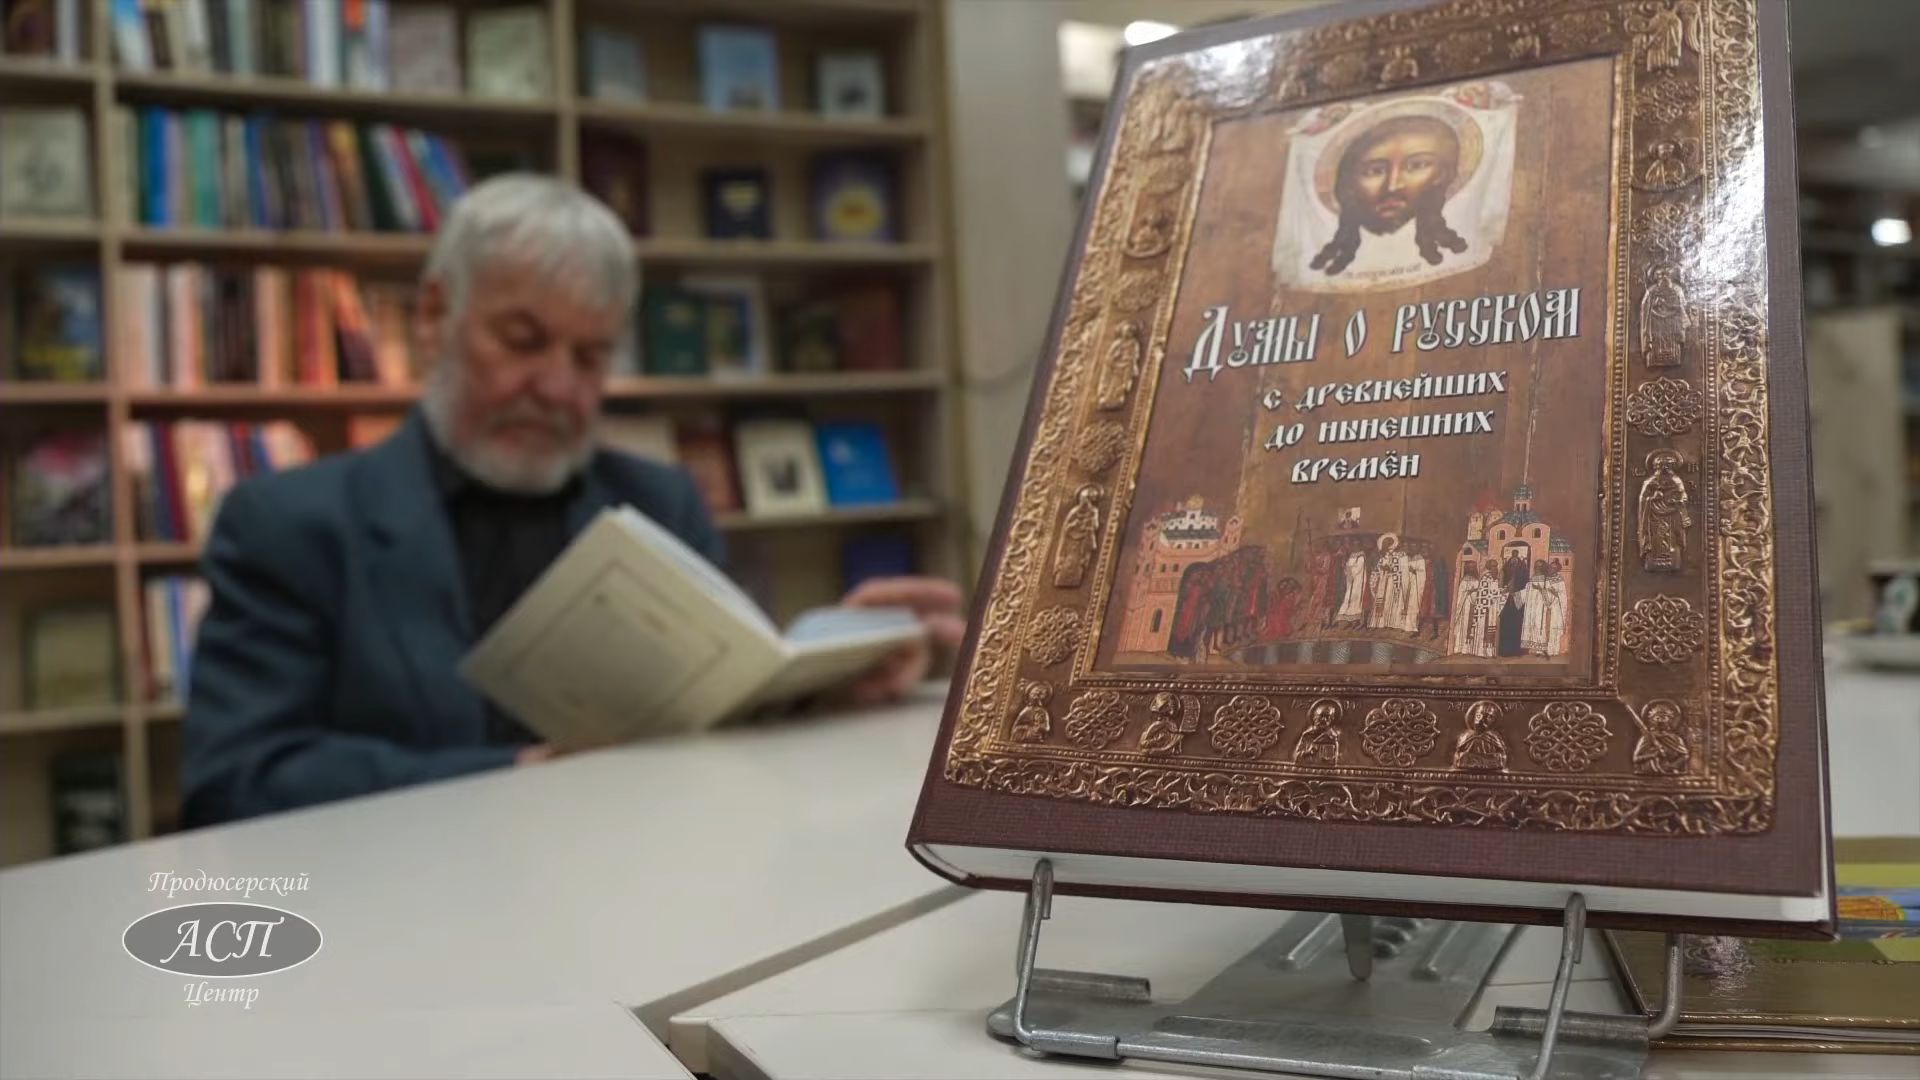 Думы о русском
с древнейших
до нынешних
времён
Продюсерский
АСП
Центр